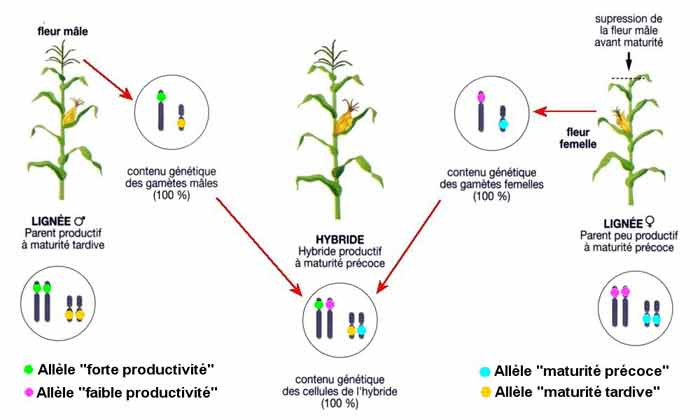 fleur mâle
supression de
la fleur mâle
avant maturité
fleur
femelle
contenu génétique
des gamètes mâles
(100 %)
contenu génétique
des gamètes femelles
(100 %)
LIGNÉE ♂
Parent productif
à maturité tardive
HYBRIDE
Hybride productif
à maturité précoce
LIGNÉE ♀
Parent peu productif
à maturité précoce
contenu génétique
des cellules de l'hybride
(100 %)
Allèle "forte productivité"
Allèle "faible productivité"
Allèle "maturité précoce"
Allèle "maturité tardive"